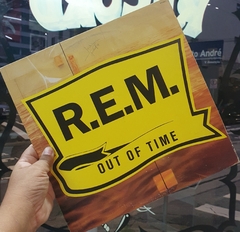 André
R.E.M.
OUT OF TIME